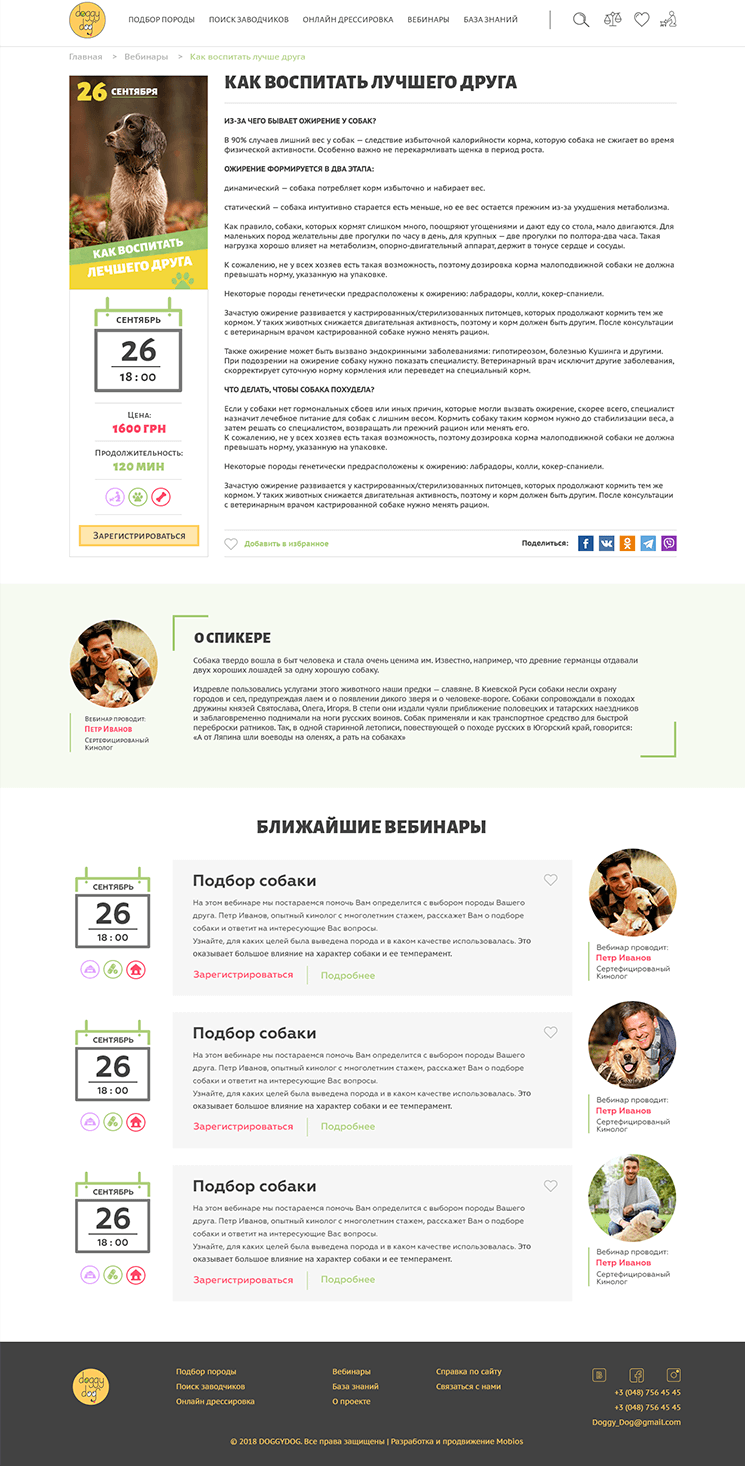 doggy dog
ПОДБОР ПОРОДЫ
ПОИСК ЗАВОДЧИКОВ
ОНЛАЙН ДРЕССИРОВКА
ВЕБИНАРЫ
БАЗА ЗНАНИЙ
Главная > Вебинары > Как воспитать лучше друга
26 СЕНТЯБРЯ
КАК ВОСПИТАТЬ
ЛЕЧШЕГО ДРУГА
СЕНТЯБРЬ
26
18 : 00
Цена:
1600 ГРН
Продолжительность:
120 МИН
Зарегистрироваться
КАК ВОСПИТАТЬ ЛУЧШЕГО ДРУГА
ИЗ-ЗА ЧЕГО БЫВАЕТ ОЖИРЕНИЕ У СОБАК?
В 90% случаев лишний вес у собак — следствие избыточной калорийности корма, которую собака не сжигает во время
физической активности. Особенно важно не перекармливать щенка в период роста.
ОЖИРЕНИЕ ФОРМИРУЕТСЯ В ДВА ЭТАПА:
динамический — собака потребляет корм избыточно и набирает вес.
статический — собака интуитивно старается есть меньше, но ее вес остается прежним из-за ухудшения метаболизма.
Как правило, собаки, которых кормят слишком много, поощряют угощениями и дают еду со стола, мало двигаются. Для
маленьких пород желательны две прогулки по часу в день, для крупных — две прогулки по полтора-два часа. Такая
нагрузка хорошо влияет на метаболизм, опорно-двигательный аппарат, держит в тонусе сердце и сосуды.
К сожалению, не у всех хозяев есть такая возможность, поэтому дозировка корма малоподвижной собаки не должна
превышать норму, указанную на упаковке.
Некоторые породы генетически предрасположены к ожирению: лабрадоры, колли, кокер-спаниели.
Зачастую ожирение развивается у кастрированных/стерилизованных питомцев, которых продолжают кормить тем же
кормом. У таких животных снижается двигательная активность, поэтому и корм должен быть другим. После консультации
с ветеринарным врачом кастрированной собаке нужно менять рацион.
Также ожирение может быть вызвано эндокринными заболеваниями: гипотиреозом, болезнью Кушинга и другими.
При подозрении на ожирение собаку нужно показать специалисту. Ветеринарный врач исключит другие заболевания,
скорректирует суточную норму кормления или переведет на специальный корм.
ЧТО ДЕЛАТЬ, ЧТОБЫ СОБАКА ПОХУДЕЛА?
Если у собаки нет гормональных сбоев или иных причин, которые могли вызвать ожирение, скорее всего, специалист
назначит лечебное питание для собак с лишним весом. Кормить собаку таким кормом нужно до стабилизации веса, а
затем решать со специалистом, возвращать ли прежний рацион или менять его.
К сожалению, не у всех хозяев есть такая возможность, поэтому дозировка корма малоподвижной собаки не должна
превышать норму, указанную на упаковке.
Некоторые породы генетически предрасположены к ожирению: лабрадоры, колли, кокер-спаниели.
Зачастую ожирение развивается у кастрированных/стерилизованных питомцев, которых продолжают кормить тем же
кормом. У таких животных снижается двигательная активность, поэтому и корм должен быть другим. После консультации
с ветеринарным врачом кастрированной собаке нужно менять рацион.
Добавить в избранное
Поделиться:
Вебинар проводит:
Петр Иванов
Сертефицированый
Кинолог
О СПИКЕРЕ
Собака твердо вошла в быт человека и стала очень ценима им. Известно, например, что древние германцы отдавали
двух хороших лошадей за одну хорошую собаку.
Издревле пользовались услугами этого животного наши предки — славяне. В Киевской Руси собаки несли охрану
городов и сел, предупреждая лаем и о появлении дикого зверя и о человеке-вороге. Собаки сопровождали в походах
дружины князей Святослава, Олега, Игоря. В степи они издали чуяли приближение половецких и татарских наездников
и заблаговременно поднимали на ноги русских воинов. Собак применяли и как транспортное средство для быстрой
переброски ратников. Так, в одной старинной летописи, повествующей о походе русских в Югорский край, говорится:
«А от Ляпина шли воеводы на оленях, а рать на собаках»
БЛИЖАЙШИЕ ВЕБИНАРЫ
СЕНТЯБРЬ
26
18 : 00
Подбор собаки
На этом вебинаре мы постараемся помочь Вам определится с выбором породы Вашего
друга. Петр Иванов, опытный кинолог с многолетним стажем, расскажет Вам о подборе
собаки и ответит на интересующие Вас вопросы.
Узнайте, для каких целей была выведена порода и в каком качестве использовалась. Это
оказывает большое влияние на характер собаки и ее темперамент.
Зарегистрироваться
Подробнее
Вебинар проводит:
Петр Иванов
Сертефицированый
Кинолог
СЕНТЯБРЬ
26
18 : 00
Подбор собаки
На этом вебинаре мы постараемся помочь Вам определится с выбором породы Вашего
друга. Петр Иванов, опытный кинолог с многолетним стажем, расскажет Вам о подборе
собаки и ответит на интересующие Вас вопросы.
Узнайте, для каких целей была выведена порода и в каком качестве использовалась. Это
оказывает большое влияние на характер собаки и ее темперамент.
Зарегистрироваться
Подробнее
Вебинар проводит:
Петр Иванов
Сертефицированый
Кинолог
СЕНТЯБРЬ
26
18 : 00
Подбор собаки
На этом вебинаре мы постараемся помочь Вам определится с выбором породы Вашего
друга. Петр Иванов, опытный кинолог с многолетним стажем, расскажет Вам о подборе
собаки и ответит на интересующие Вас вопросы.
Узнайте, для каких целей была выведена порода и в каком качестве использовалась. Это
оказывает большое влияние на характер собаки и ее темперамент.
Зарегистрироваться
Подробнее
Вебинар проводит:
Петр Иванов
Сертефицированый
Кинолог
doggy dog
Подбор породы
Поиск заводчиков
Онлайн дрессировка
Вебинары
База знаний
О проекте
Справка по сайту
Связаться с нами
+3 (048) 756 45 45
+3 (048) 756 45 45
Doggy_Dog@gmail.com
© 2018 DOGGYDOG. Все права защищены | Разработка и продвижение Mobios